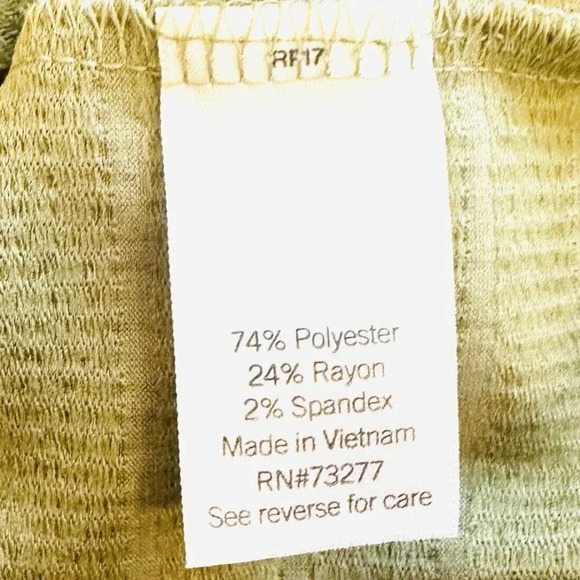 RF17
74% Polyester
24% Rayon
2% Spandex
Made in Vietnam
RN#73277
See reverse for care